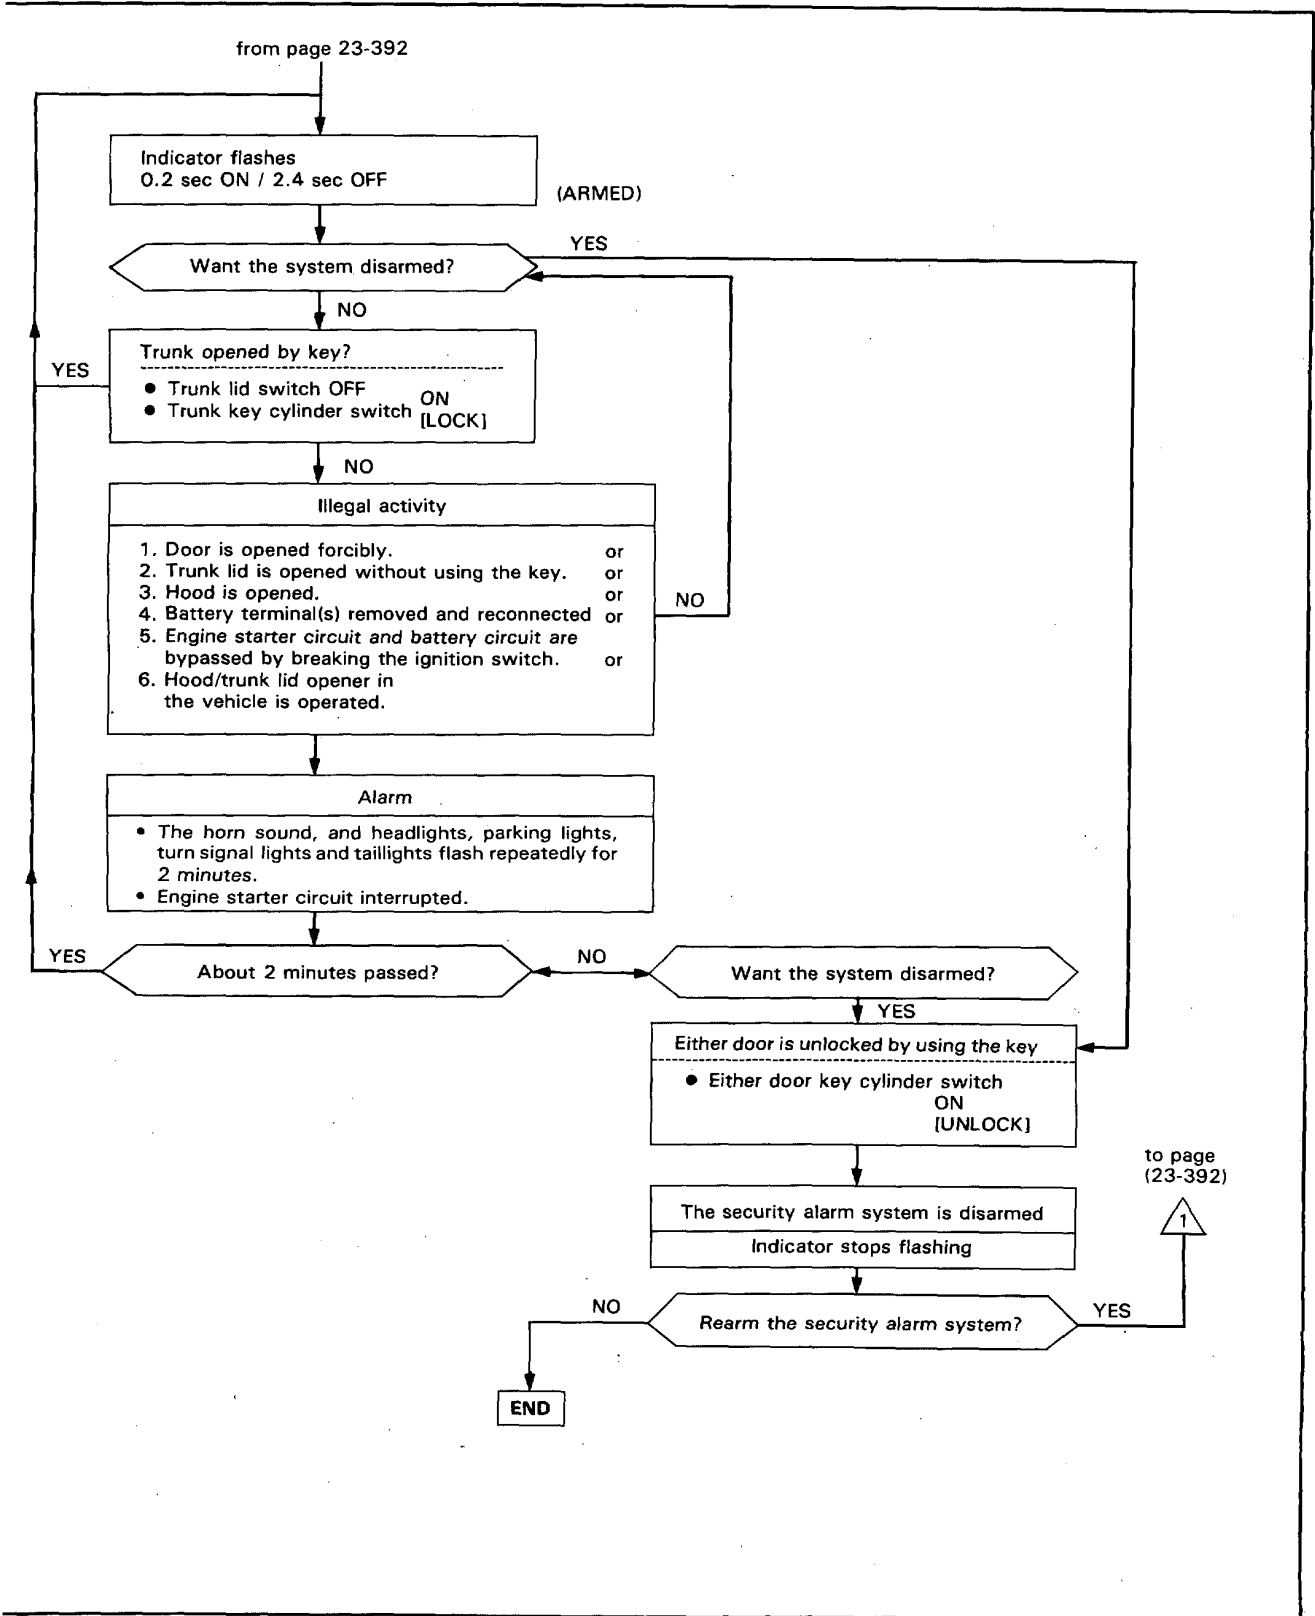 from page 23-392
Indicator flashes
0.2 sec ON / 2.4 sec OFF
(ARMED)
YES
Want the system disarmed?
NO
Trunk opened by key?
YES
● Trunk lid switch OFF
● Trunk key cylinder switch ON
[LOCK]
NO
Illegal activity
1. Door is opened forcibly. or
2. Trunk lid is opened without using the key. or
3. Hood is opened. or
4. Battery terminal(s) removed and reconnected or
NO
5. Engine starter circuit and battery circuit are
bypassed by breaking the ignition switch. or
6. Hood/trunk lid opener in
the vehicle is operated.
Alarm
• The horn sound, and headlights, parking lights,
turn signal lights and taillights flash repeatedly for
2 minutes.
• Engine starter circuit interrupted.
YES
About 2 minutes passed?
NO
Want the system disarmed?
YES
Either door is unlocked by using the key
● Either door key cylinder switch
ON
[UNLOCK]
to page
(23-392)
1
The security alarm system is disarmed
Indicator stops flashing
NO
Rearm the security alarm system?
YES
END